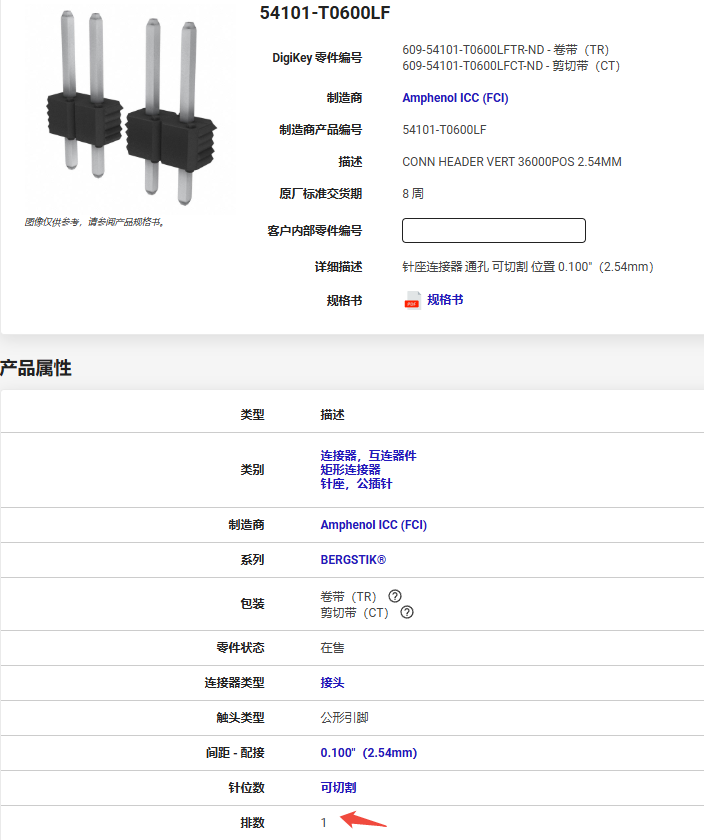 54101-T0600LF
DigiKey 零件编号
609-54101-T0600LFTR-ND - 卷带（TR）
609-54101-T0600LFCT-ND - 剪切带（CT）
制造商
Amphenol ICC (FCI)
制造商产品编号
54101-T0600LF
描述
CONN HEADER VERT 36000POS 2.54MM
原厂标准交货期
8 周
图像仅供参考，请参阅产品规格书。
客户内部零件编号
详细描述
针座连接器 通孔 可切割 位置 0.100"（2.54mm）
规格书
PDF 规格书
产品属性
类型
描述
类别
连接器，互连器件
矩形连接器
针座，公插针
制造商
Amphenol ICC (FCI)
系列
BERGSTIK®
包装
卷带（TR） ?
剪切带（CT） ?
零件状态
在售
连接器类型
接头
触头类型
公形引脚
间距 - 配接
0.100"（2.54mm）
针位数
可切割
排数
1